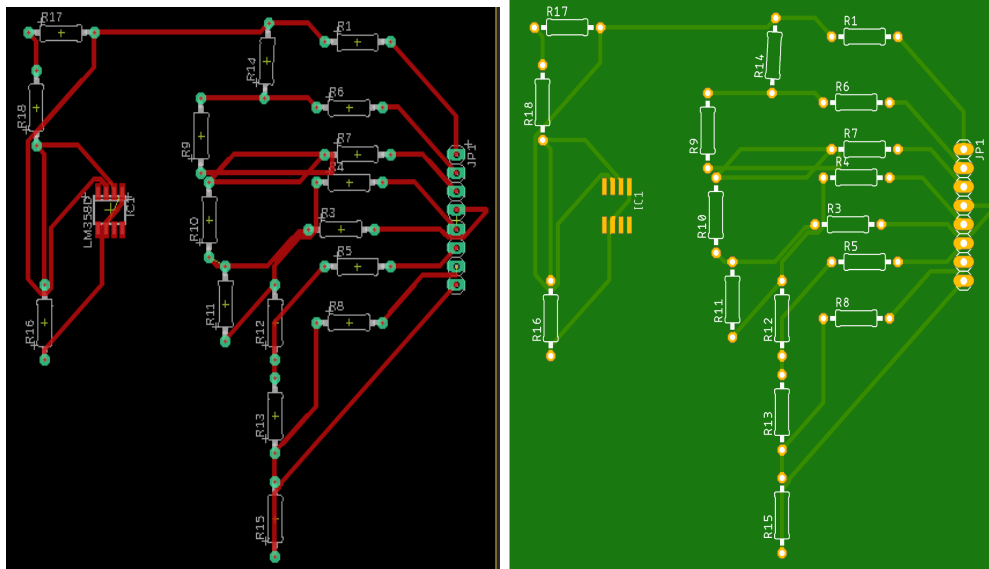 R17
R1
R14
R6
R18
R9
R7
R4
JP1
LM358D
IC1
R10
R3
R5
R11
R8
R16
R12
R13
R15
R17
R1
R14
R6
R18
R9
R7
R4
JP1
IC1
R10
R3
R5
R11
R8
R16
R12
R13
R15